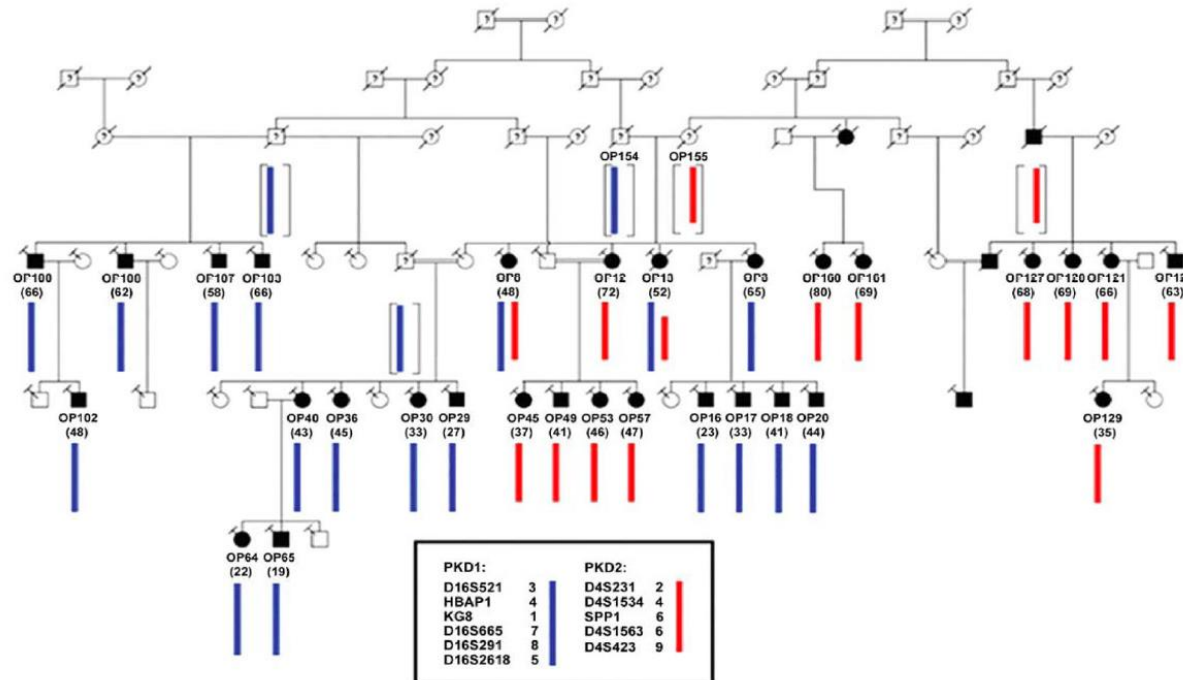 ? ? ? ?
? ? ? ? ? ? ? ? ? ?
? ? ? ? ? ? ? ?
OP154 OP155
? ?
OP107 OP103 OP8 OP12 OP13 OP3 OP160 OP161 OP127 OP120 OP121 OP12
(66) (62) (58) (66) (48) (72) (52) (65) (80) (69) (68) (69) (66) (63)
OP102 OP40 OP36 OP30 OP29 OP45 OP49 OP53 OP57 OP16 OP17 OP18 OP20 OP129
(48) (43) (45) (33) (27) (37) (41) (46) (47) (23) (33) (41) (44) (35)
OP64 OP65
(22) (19)
PKD1: PKD2:
D16S521 3 D4S231 2
HBAP1 4 D4S1534 4
KG8 1 SPP1 6
D16S665 7 D4S1563 6
D16S291 8 D4S423 9
D16S2618 5